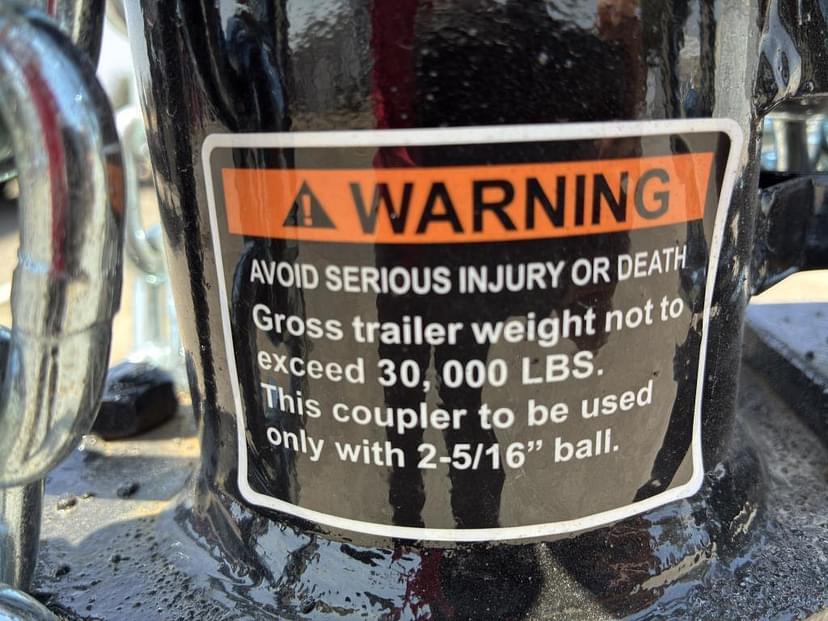 WARNING
AVOID SERIOUS INJURY OR DEATH
Gross trailer weight not to
exceed 30, 000 LBS.
This coupler to be used
only with 2-5/16” ball.